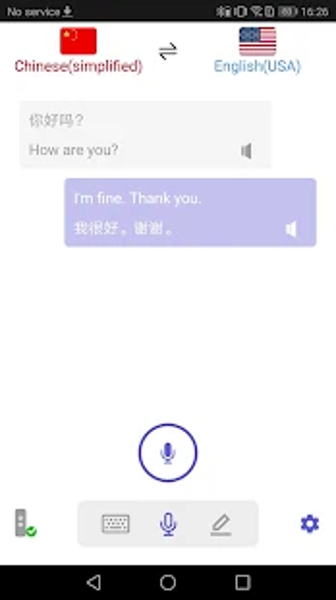 No service 16:26
Chinese(simplified) English(USA)
你好吗？
How are you?
I'm fine. Thank you.
我很好。谢谢。